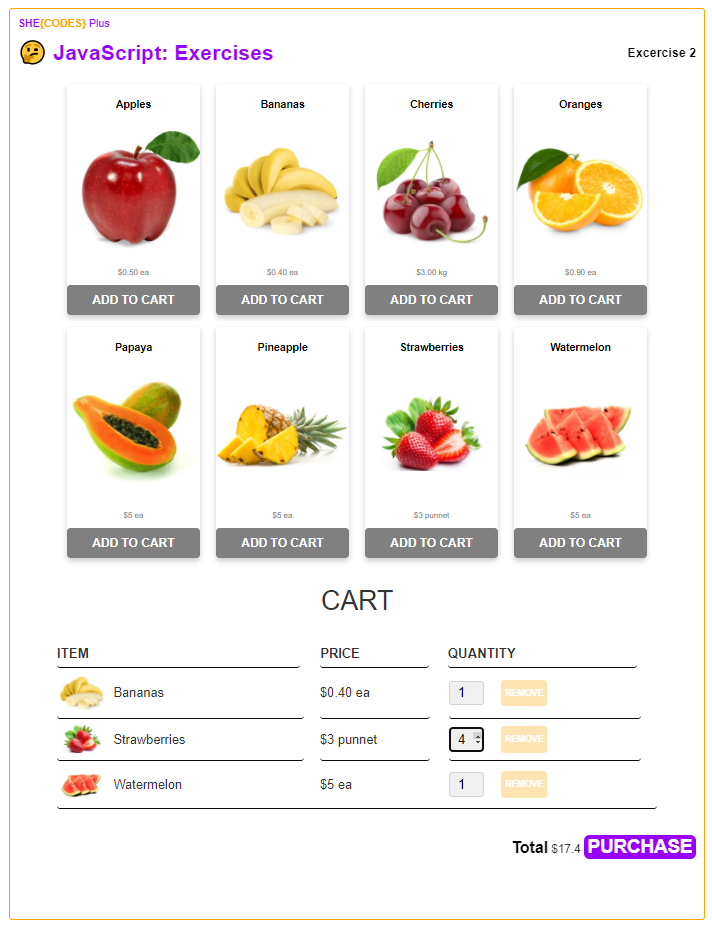 SHE{CODES} Plus
JavaScript: Exercises
Excercise 2
Apples Bananas Cherries Oranges
$0.50 ea $0.40 ea $3.00 kg $0.90 ea
ADD TO CART ADD TO CART ADD TO CART ADD TO CART
Papaya Pineapple Strawberries Watermelon
$5 ea $5 ea $3 punnet $5 ea
ADD TO CART ADD TO CART ADD TO CART ADD TO CART
CART
ITEM PRICE QUANTITY
Bananas $0.40 ea 1 REMOVE
Strawberries $3 punnet 4 REMOVE
Watermelon $5 ea 1 REMOVE
Total $17.4 PURCHASE